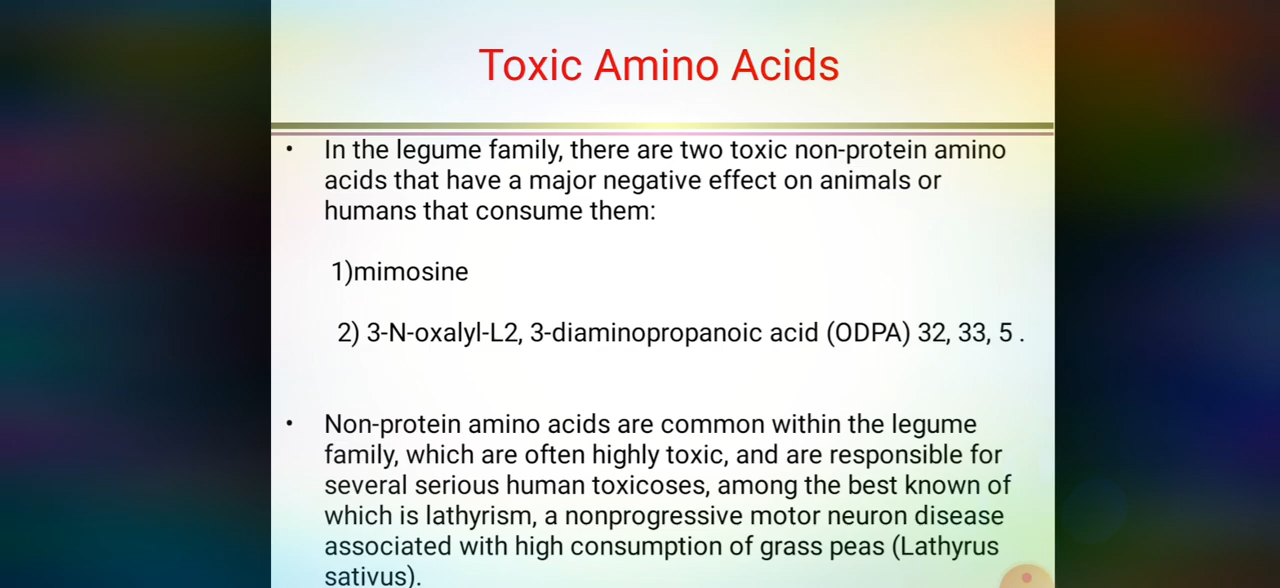 Toxic Amino Acids
• In the legume family, there are two toxic non-protein amino
acids that have a major negative effect on animals or
humans that consume them:
1)mimosine
2) 3-N-oxalyl-L2, 3-diaminopropanoic acid (ODPA) 32, 33, 5 .
• Non-protein amino acids are common within the legume
family, which are often highly toxic, and are responsible for
several serious human toxicoses, among the best known of
which is lathyrism, a nonprogressive motor neuron disease
associated with high consumption of grass peas (Lathyrus
sativus).